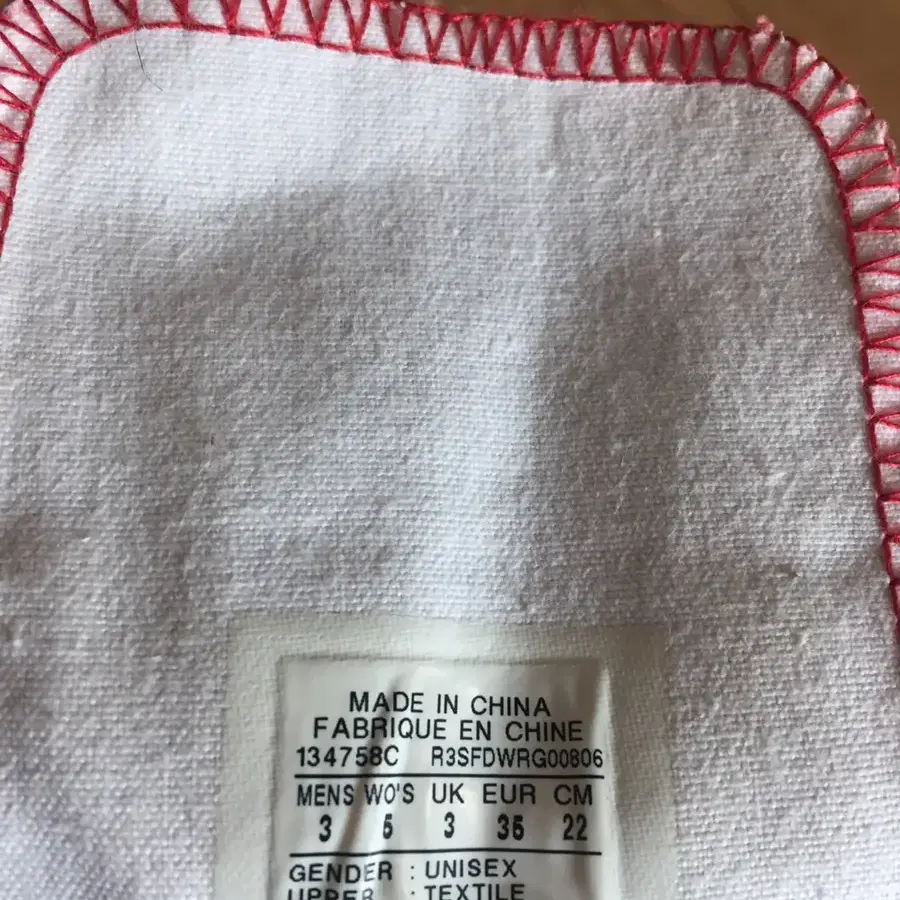 MADE IN CHINA
FABRIQUE EN CHINE
134758C R3SFDWRG00806
MENS WO'S UK EUR CM
3 5 3 35 22
GENDER : UNISEX
UPPER : TEXTILE